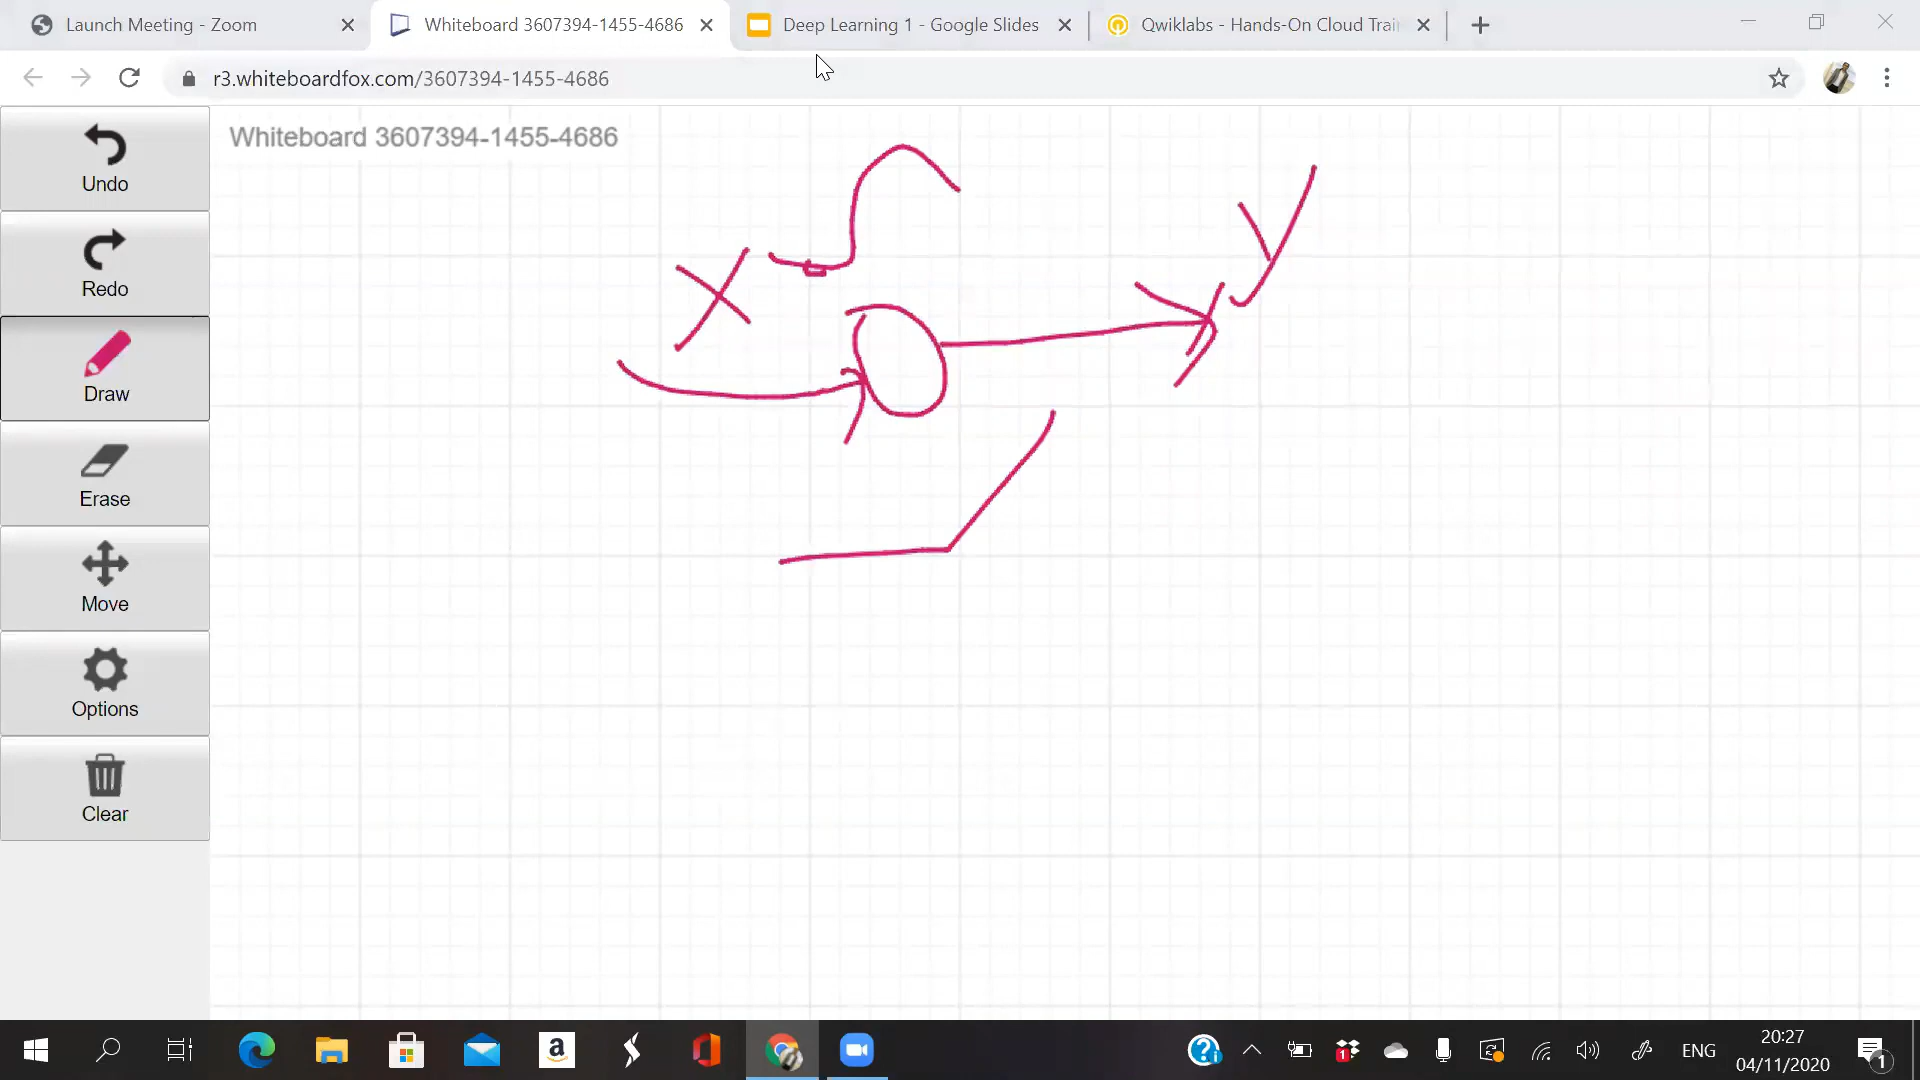 Launch Meeting - Zoom
Whiteboard 3607394-1455-4686
Deep Learning 1 - Google Slides
Qwiklabs - Hands-On Cloud Trai
r3.whiteboardfox.com/3607394-1455-4686
Whiteboard 3607394-1455-4686
Undo
Redo
Draw
Erase
Move
Options
Clear
X
y
a
1
ENG
20:27
04/11/2020
1